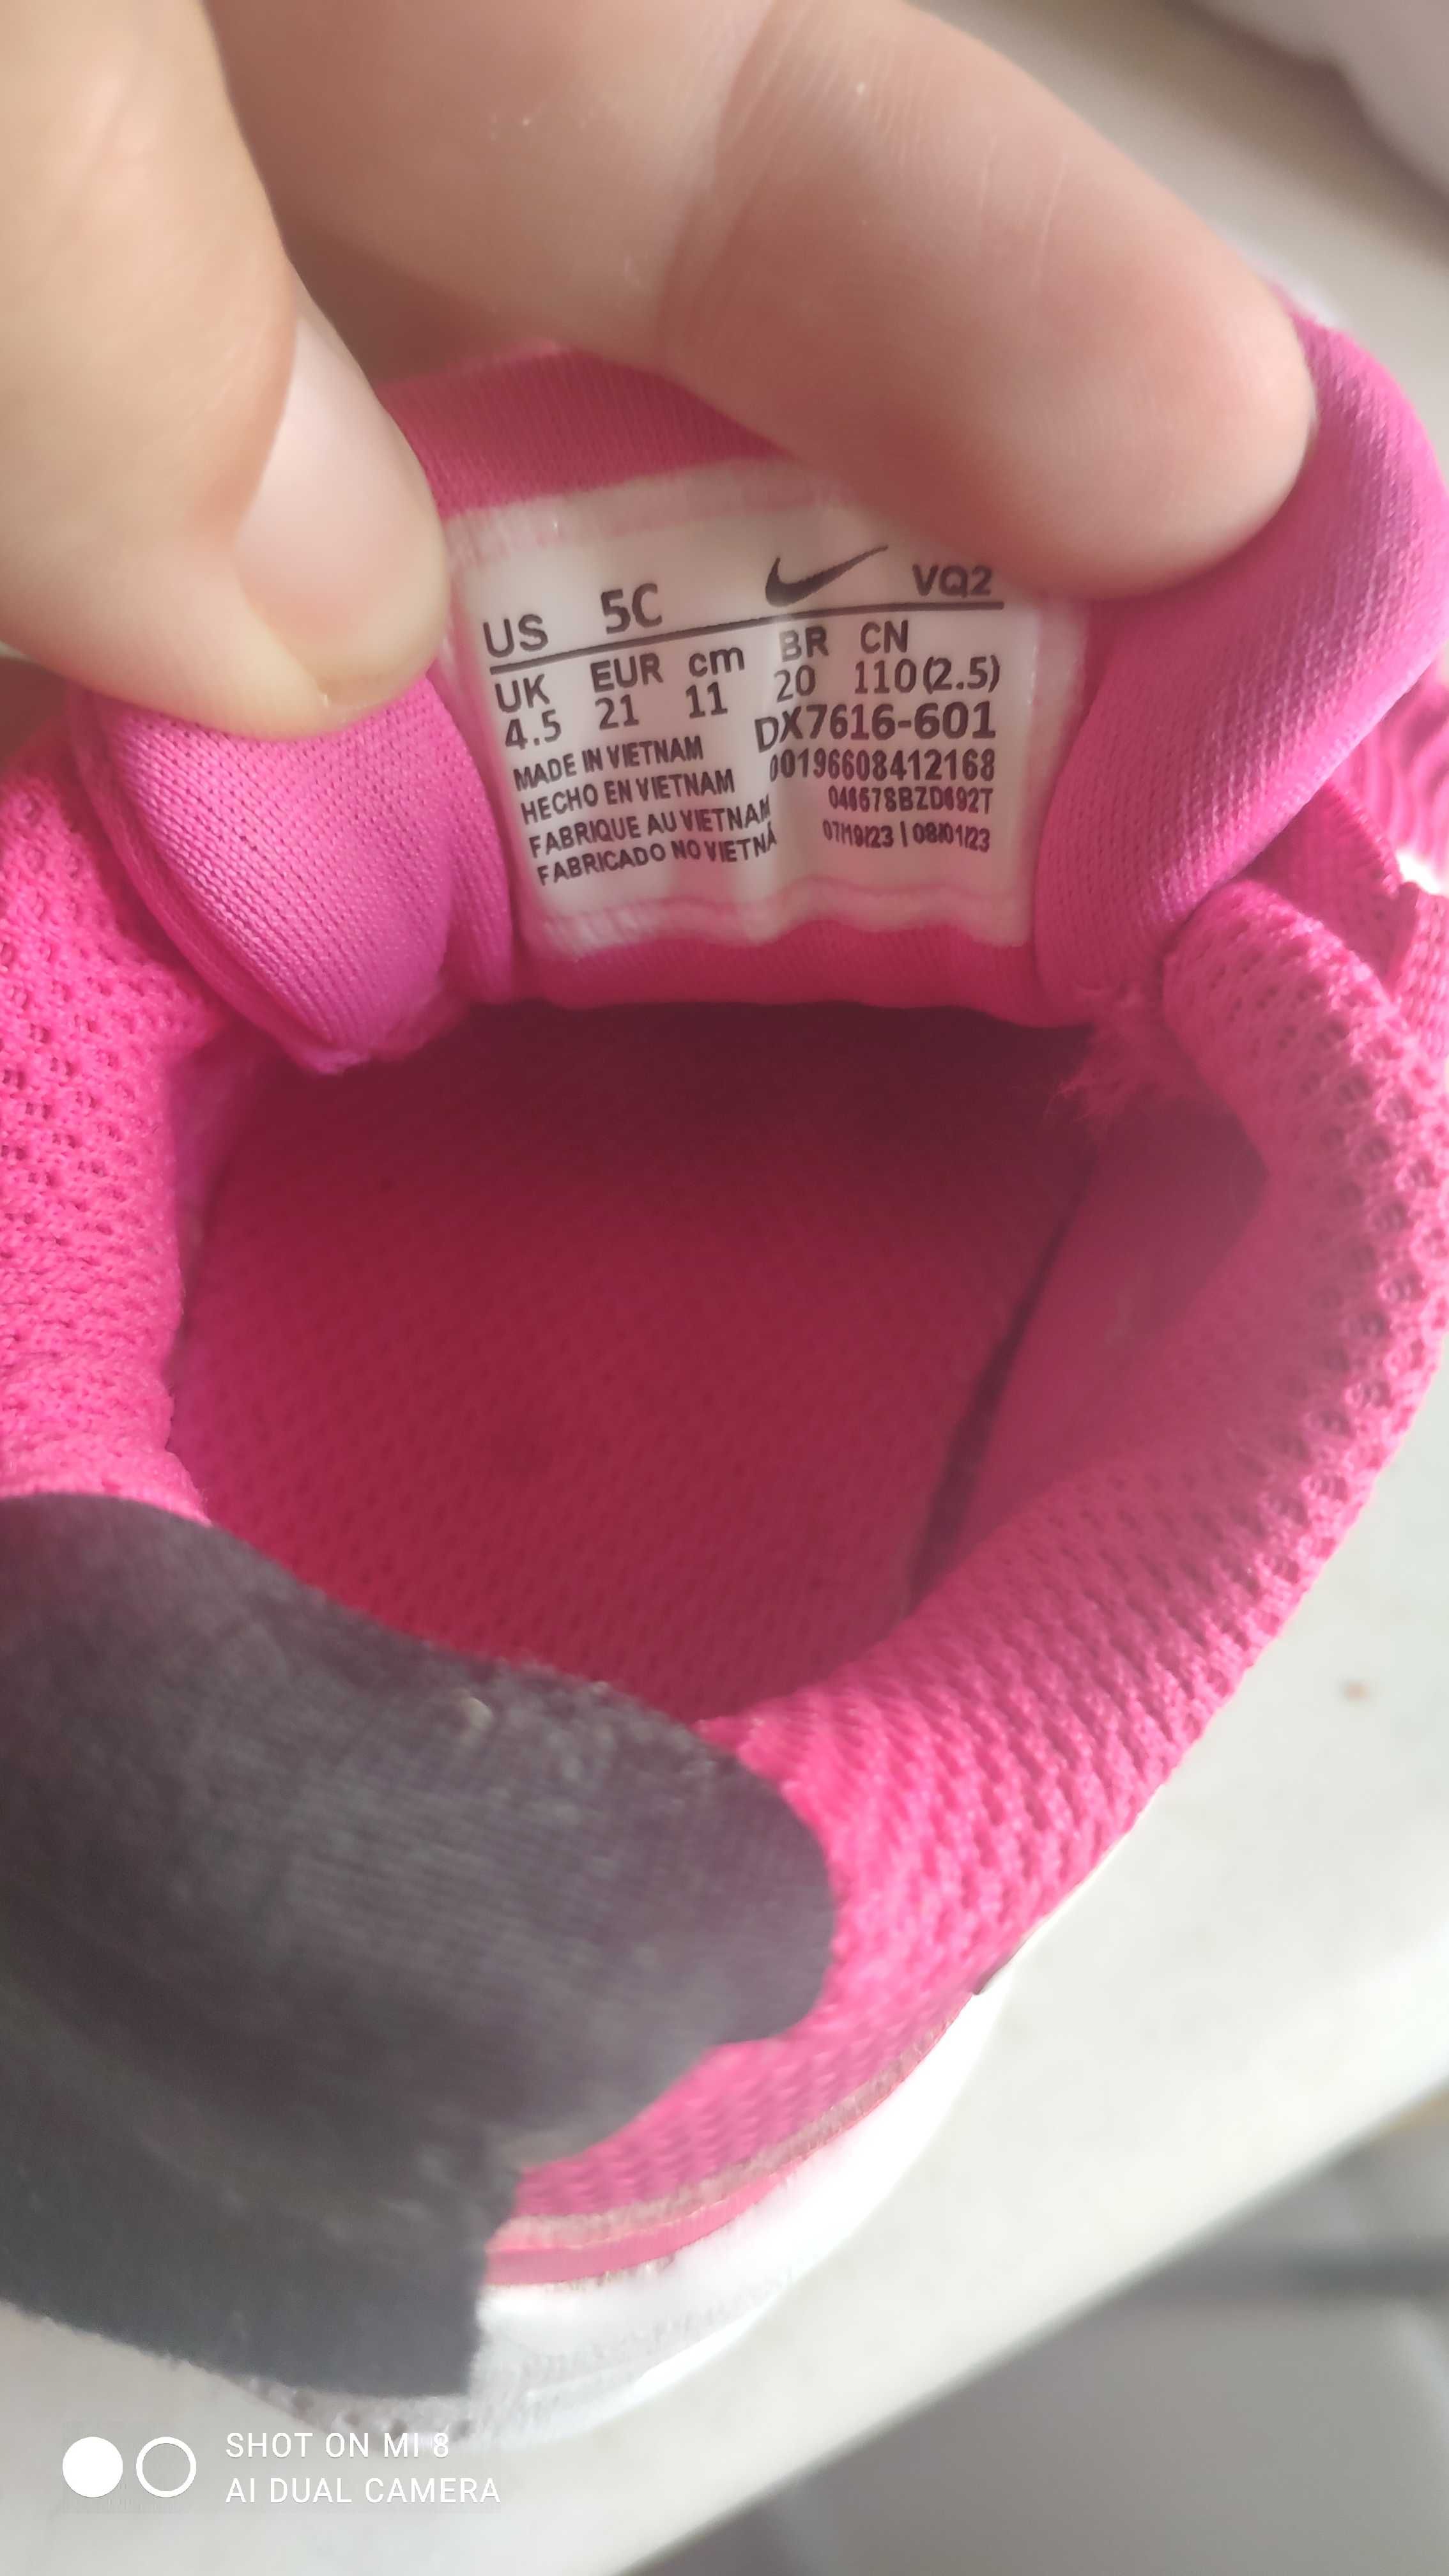 US 5C VQ2
UK EUR cm BR CN
4.5 21 11 20 110(2.5)
MADE IN VIETNAM
HECHO EN VIETNAM
FABRIQUE AU VIETNAM
FABRICADO NO VIETNÃ
DX7616-601
00196608412168
07/19/23 | 08/01/23
SHOT ON MI 8
AI DUAL CAMERA